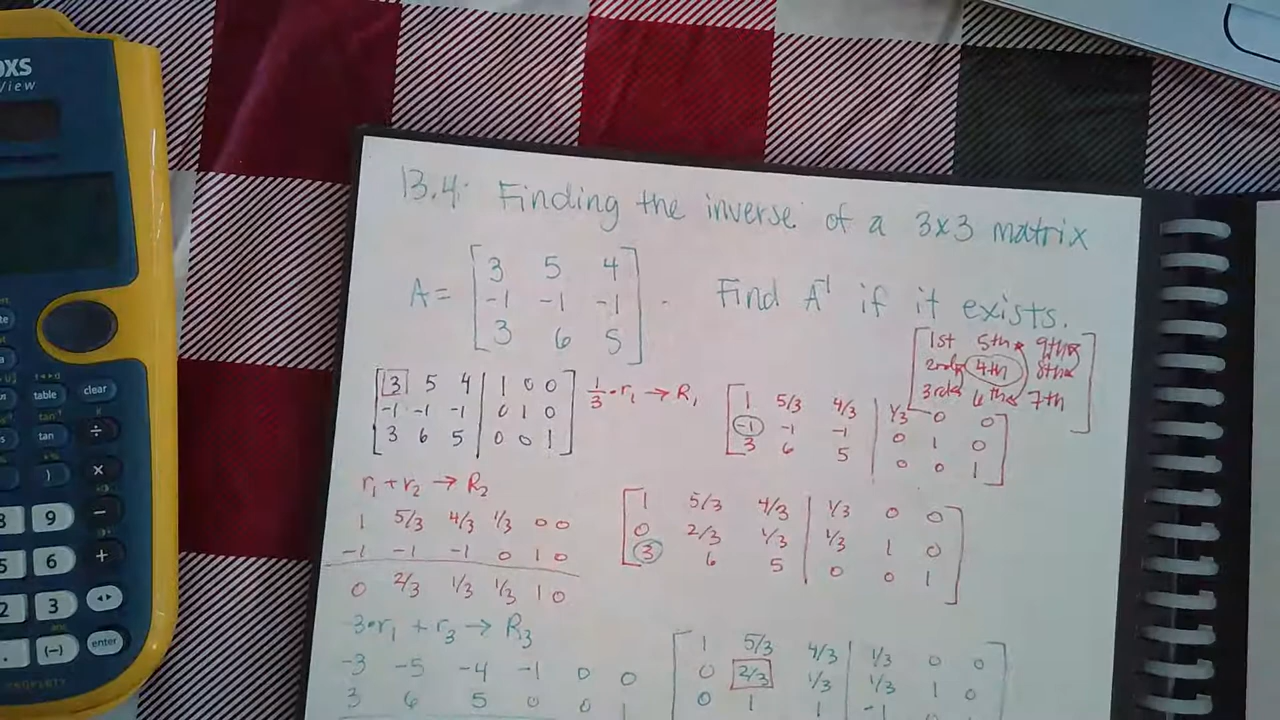 13.4: Finding the inverse of a 3x3 matrix
A= [3 5 4
-1 -1 -1
3 6 5] . Find A⁻¹ if it exists.
[1st 5th 9th
2nd 4th 8th
3rd 6th 7th]
[3 5 4 | 1 0 0
-1 -1 -1 | 0 1 0
3 6 5 | 0 0 1]
1/3 • r₁ → R₁
[1 5/3 4/3 | 1/3 0 0
-1 -1 -1 | 0 1 0
3 6 5 | 0 0 1]
r₁ + r₂ → R₂
1 5/3 4/3 1/3 0 0
-1 -1 -1 0 1 0
0 2/3 1/3 1/3 1 0
[1 5/3 4/3 | 1/3 0 0
0 2/3 1/3 | 1/3 1 0
3 6 5 | 0 0 1]
-3•r₁ + r₃ → R₃
-3 -5 -4 -1 0 0
3 6 5 0 0 1
[1 5/3 4/3 | 1/3 0 0
0 2/3 1/3 | 1/3 1 0
0 1 1 | -1
View
table
clear
tan
÷
)
×
8 9 −
5 6 +
2 3
. (−) enter